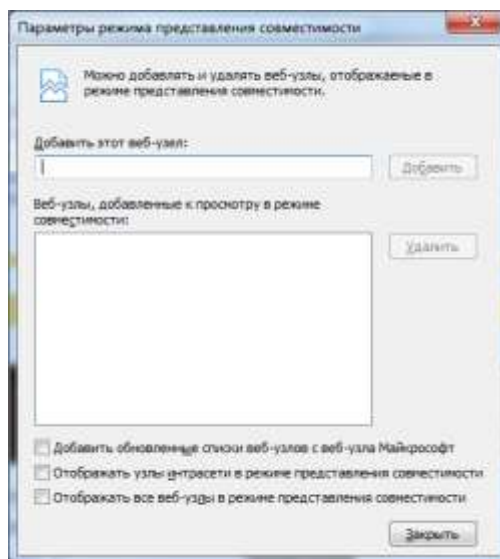 Параметры режима представления совместимости
Можно добавлять и удалять веб-узлы, отображаемые в
режиме представления совместимости.
Добавить этот веб-узел:
Добавить
Веб-узлы, добавленные к просмотру в режиме
совместимости:
Удалить
Добавить обновленные списки веб-узлов с веб-узла Майкрософт
Отображать узлы интрасети в режиме представления совместимости
Отображать все веб-узлы в режиме представления совместимости
Закрыть